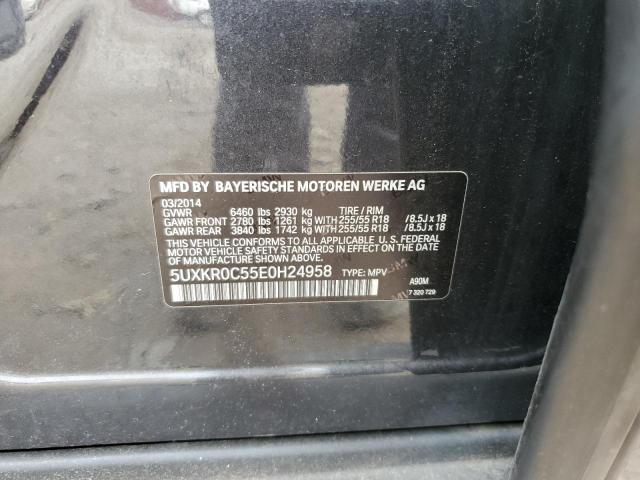 MFD BY BAYERISCHE MOTOREN WERKE AG
03/2014
GVWR 6460 lbs 2930 kg TIRE / RIM
GAWR FRONT 2780 lbs 1261 kg WITH 255/55 R18 /8.5J x 18
GAWR REAR 3840 lbs 1742 kg WITH 255/55 R18 /8.5J x 18
THIS VEHICLE CONFORMS TO ALL APPLICABLE U. S. FEDERAL
MOTOR VEHICLE SAFETY STANDARDS IN EFFECT ON THE DATE
OF MANUFACTURE SHOWN ABOVE.
5UXKR0C55E0H24958 TYPE: MPV
A90M
7 320 729